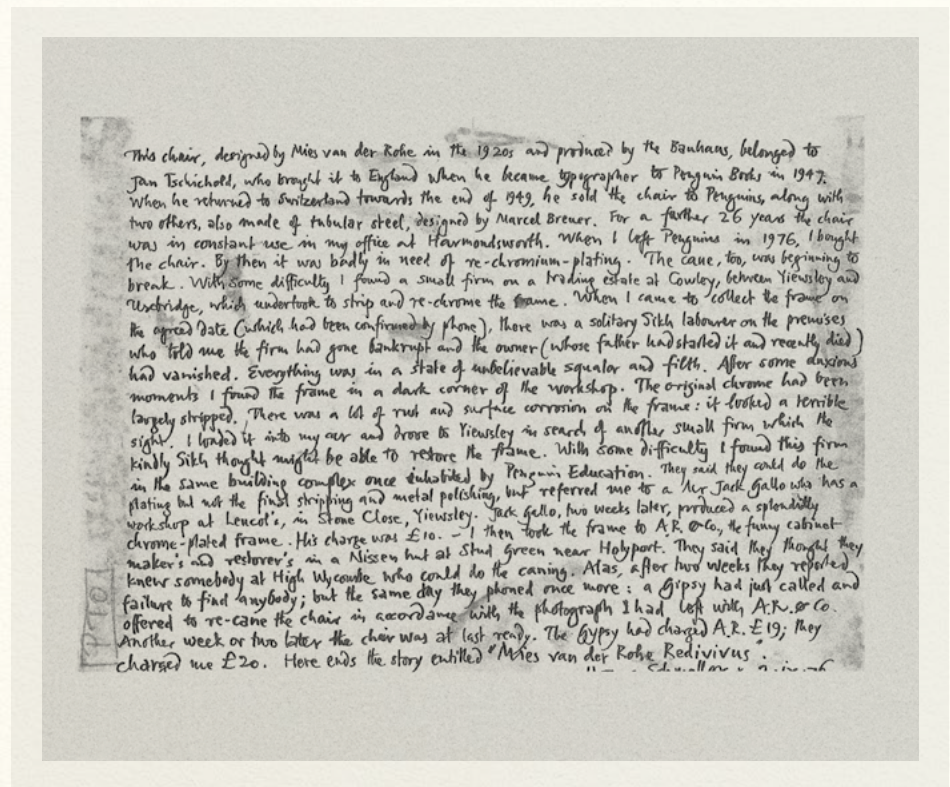 This chair, designed by Mies van der Rohe in the 1920s and produced by the Bauhaus, belonged to
Jan Tschichold, who brought it to England when he became typographer to Penguin Books in 1947.
When he returned to Switzerland towards the end of 1949, he sold the chair to Penguins, along with
two others, also made of tubular steel, designed by Marcel Breuer. For a further 26 years the chair
was in constant use in my office at Harmondsworth. When I left Penguins in 1976, I bought
the chair. By then it was badly in need of re-chromium-plating. The cane, too, was beginning to
break. With some difficulty I found a small firm on a trading estate at Cowley, between Yiewsley and
Uxbridge, which undertook to strip and re-chrome the frame. When I came to collect the frame on
the agreed date (which had been confirmed by phone), there was a solitary Sikh labourer on the premises
who told me the firm had gone bankrupt and the owner (whose father had started it and recently died)
had vanished. Everything was in a state of unbelievable squalor and filth. After some anxious
moments I found the frame in a dark corner of the workshop. The original chrome had been
largely stripped. There was a lot of rust and surface corrosion on the frame: it looked a terrible
sight. I loaded it into my car and drove to Yiewsley in search of another small firm which the
kindly Sikh thought might be able to restore the frame. With some difficulty I found this firm
in the same building complex once inhabited by Penguin Education. They said they could do the
plating but not the final stripping and metal polishing, but referred me to a Mr Jack Gallo who has a
workshop at Lencol's, in Stone Close, Yiewsley. Jack Gallo, two weeks later, produced a splendidly
chrome-plated frame. His charge was £10. – I then took the frame to A.R. & Co., the funny cabinet-
maker's and restorer's in a Nissen hut at Stud Green near Holyport. They said they thought they
knew somebody at High Wycombe who could do the caning. Alas, after two weeks they reported
failure to find anybody; but the same day they phoned once more: a Gipsy had just called and
offered to re-cane the chair in accordance with the photograph I had left with A.R. & Co.
Another week or two later the chair was at last ready. The Gypsy had charged A.R. £19; they
charged me £20. Here ends the story entitled "Mies van der Rohe Redivivus".
PTO